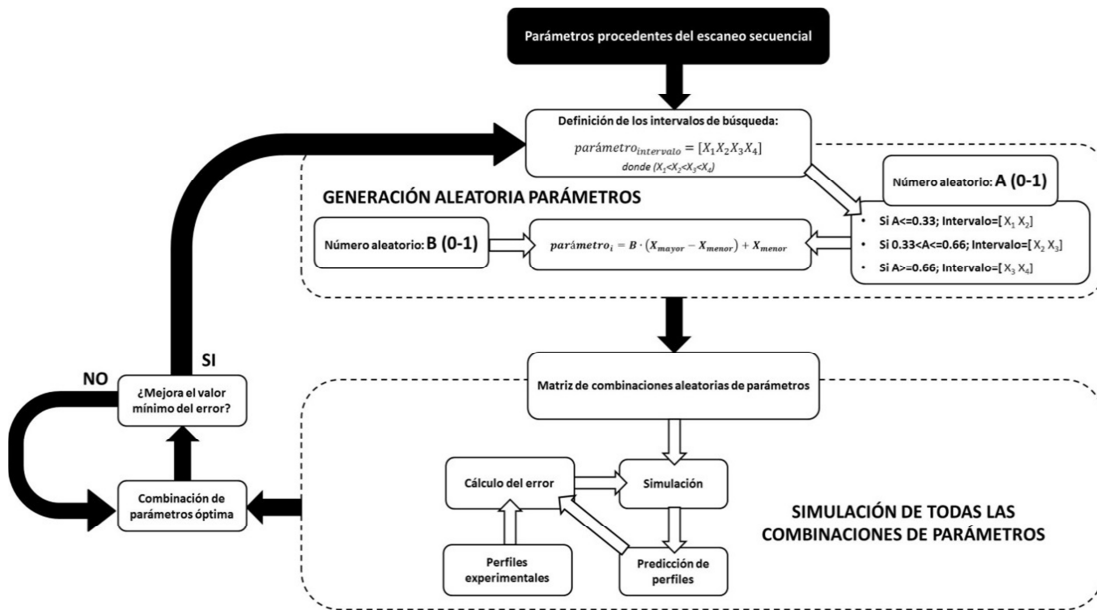 Parámetros procedentes del escaneo secuencial
Definición de los intervalos de búsqueda:
parámetro_intervalo = [X₁X₂X₃X₄]
donde (X₁<X₂<X₃<X₄)
GENERACIÓN ALEATORIA PARÁMETROS
Número aleatorio: A (0-1)
• Si A<=0.33; Intervalo=[X₁ X₂]
• Si 0.33<A<=0.66; Intervalo=[X₂ X₃]
• Si A>=0.66; Intervalo=[X₃ X₄]
Número aleatorio: B (0-1)
parámetro_i = B · (X_mayor − X_menor) + X_menor
Matriz de combinaciones aleatorias de parámetros
SI
NO
¿Mejora el valor
mínimo del error?
Combinación de
parámetros óptima
Cálculo del error
Simulación
Perfiles
experimentales
Predicción de
perfiles
SIMULACIÓN DE TODAS LAS
COMBINACIONES DE PARÁMETROS